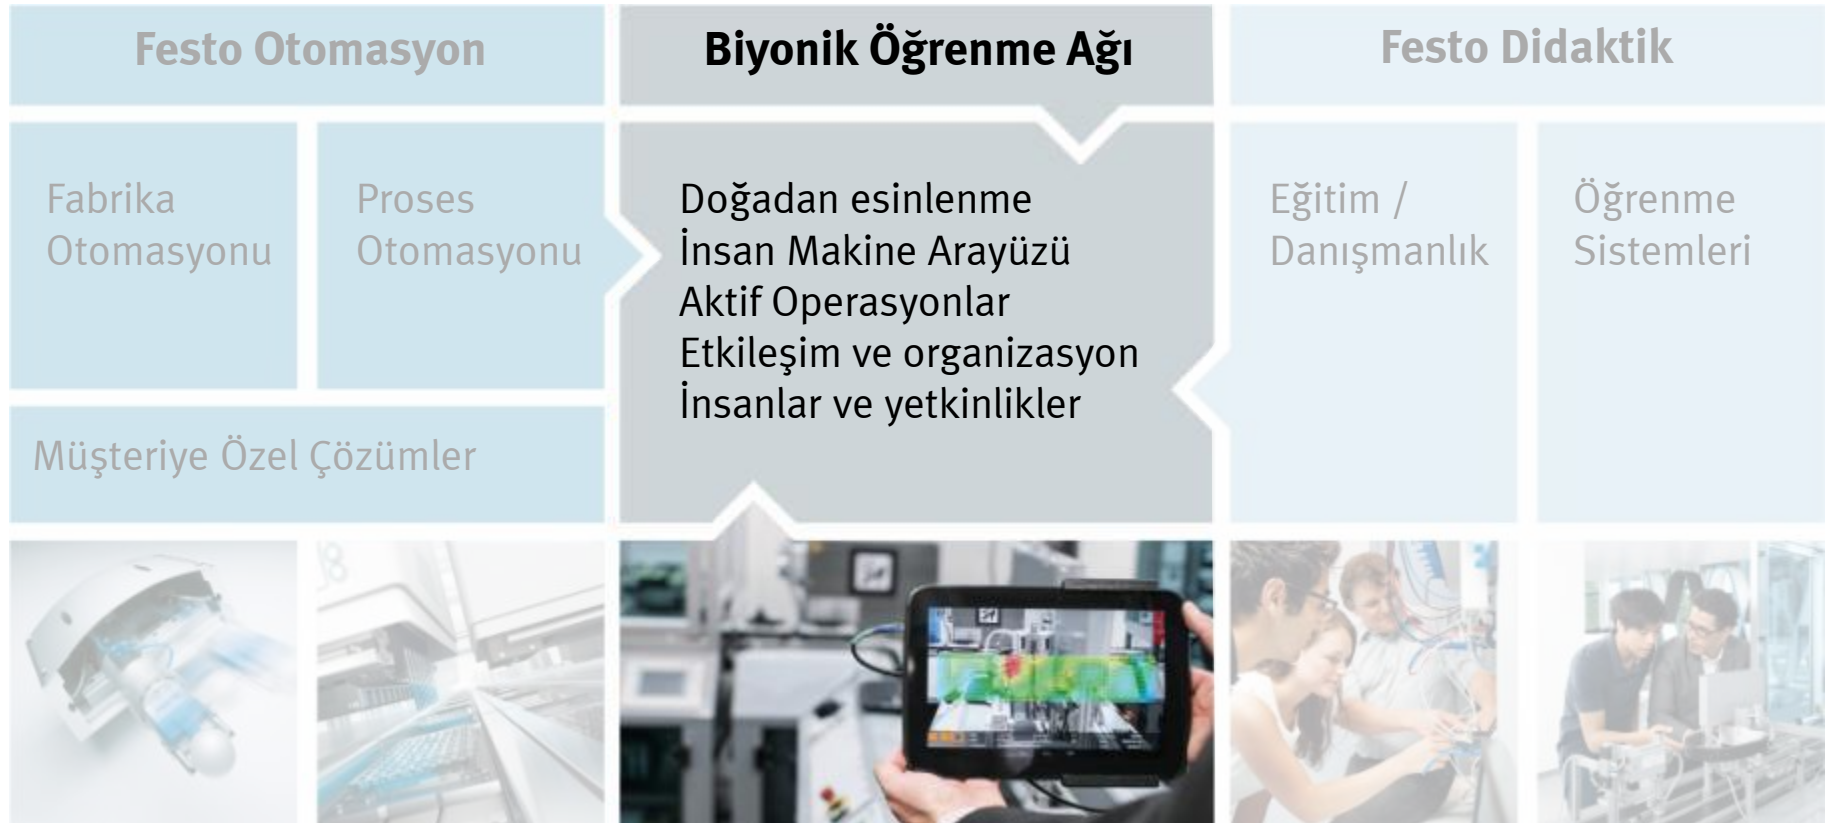 Festo Otomasyon
Biyonik Öğrenme Ağı
Festo Didaktik
Fabrika
Otomasyonu
Proses
Otomasyonu
Müşteriye Özel Çözümler
Doğadan esinlenme
İnsan Makine Arayüzü
Aktif Operasyonlar
Etkileşim ve organizasyon
İnsanlar ve yetkinlikler
Eğitim /
Danışmanlık
Öğrenme
Sistemleri